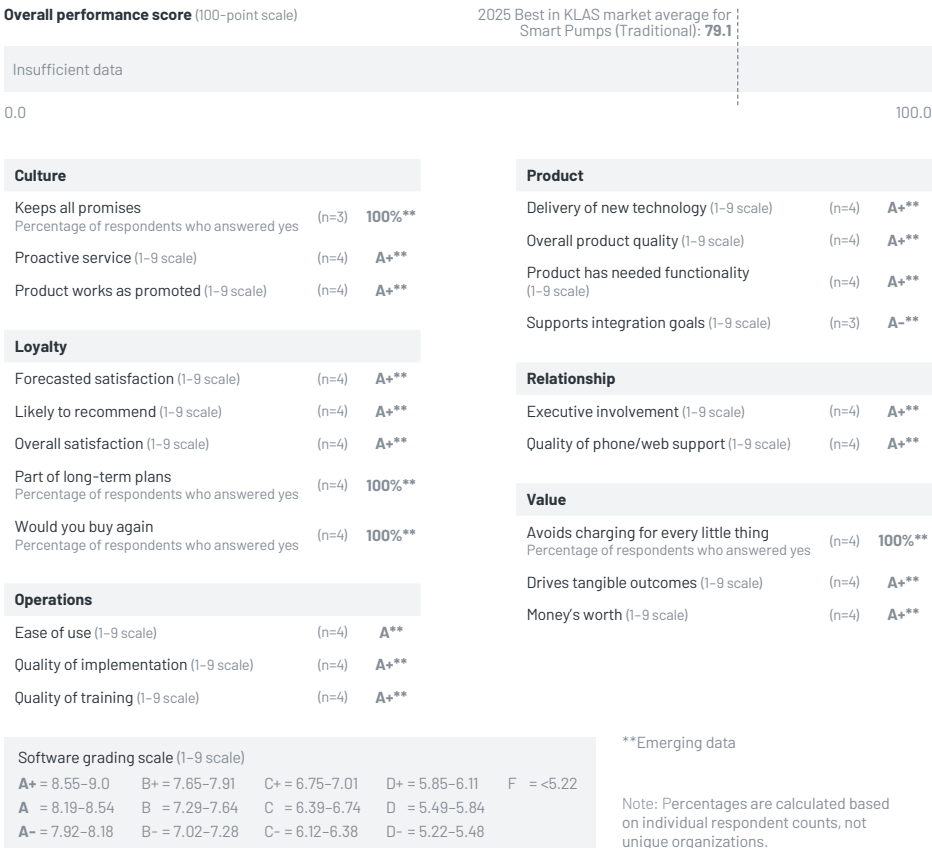 Overall performance score (100-point scale)
2025 Best in KLAS market average for
Smart Pumps (Traditional): 79.1
Insufficient data
0.0
100.0
Culture
Keeps all promises
Percentage of respondents who answered yes (n=3) 100%**
Proactive service (1–9 scale) (n=4) A+**
Product works as promoted (1–9 scale) (n=4) A+**
Loyalty
Forecasted satisfaction (1–9 scale) (n=4) A+**
Likely to recommend (1–9 scale) (n=4) A+**
Overall satisfaction (1–9 scale) (n=4) A+**
Part of long-term plans
Percentage of respondents who answered yes (n=4) 100%**
Would you buy again
Percentage of respondents who answered yes (n=4) 100%**
Operations
Ease of use (1–9 scale) (n=4) A**
Quality of implementation (1–9 scale) (n=4) A+**
Quality of training (1–9 scale) (n=4) A+**
Product
Delivery of new technology (1–9 scale) (n=4) A+**
Overall product quality (1–9 scale) (n=4) A+**
Product has needed functionality
(1–9 scale) (n=4) A+**
Supports integration goals (1–9 scale) (n=3) A-**
Relationship
Executive involvement (1–9 scale) (n=4) A+**
Quality of phone/web support (1–9 scale) (n=4) A+**
Value
Avoids charging for every little thing
Percentage of respondents who answered yes (n=4) 100%**
Drives tangible outcomes (1–9 scale) (n=4) A+**
Money’s worth (1–9 scale) (n=4) A+**
Software grading scale (1–9 scale)
A+ = 8.55–9.0 B+ = 7.65–7.91 C+ = 6.75–7.01 D+ = 5.85–6.11 F = <5.22
A = 8.19–8.54 B = 7.29–7.64 C = 6.39–6.74 D = 5.49–5.84
A- = 7.92–8.18 B- = 7.02–7.28 C- = 6.12–6.38 D- = 5.22–5.48
**Emerging data
Note: Percentages are calculated based
on individual respondent counts, not
unique organizations.